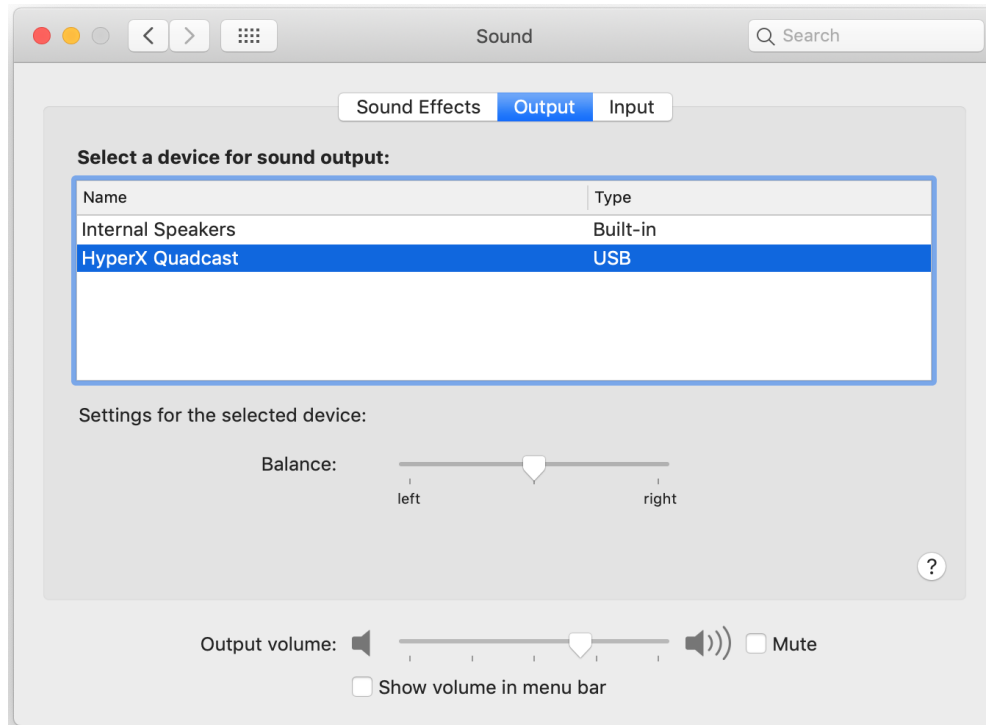 Sound
Search
Sound Effects Output Input
Select a device for sound output:
Name Type
Internal Speakers Built-in
HyperX Quadcast USB
Settings for the selected device:
Balance:
left right
?
Output volume: Mute
Show volume in menu bar